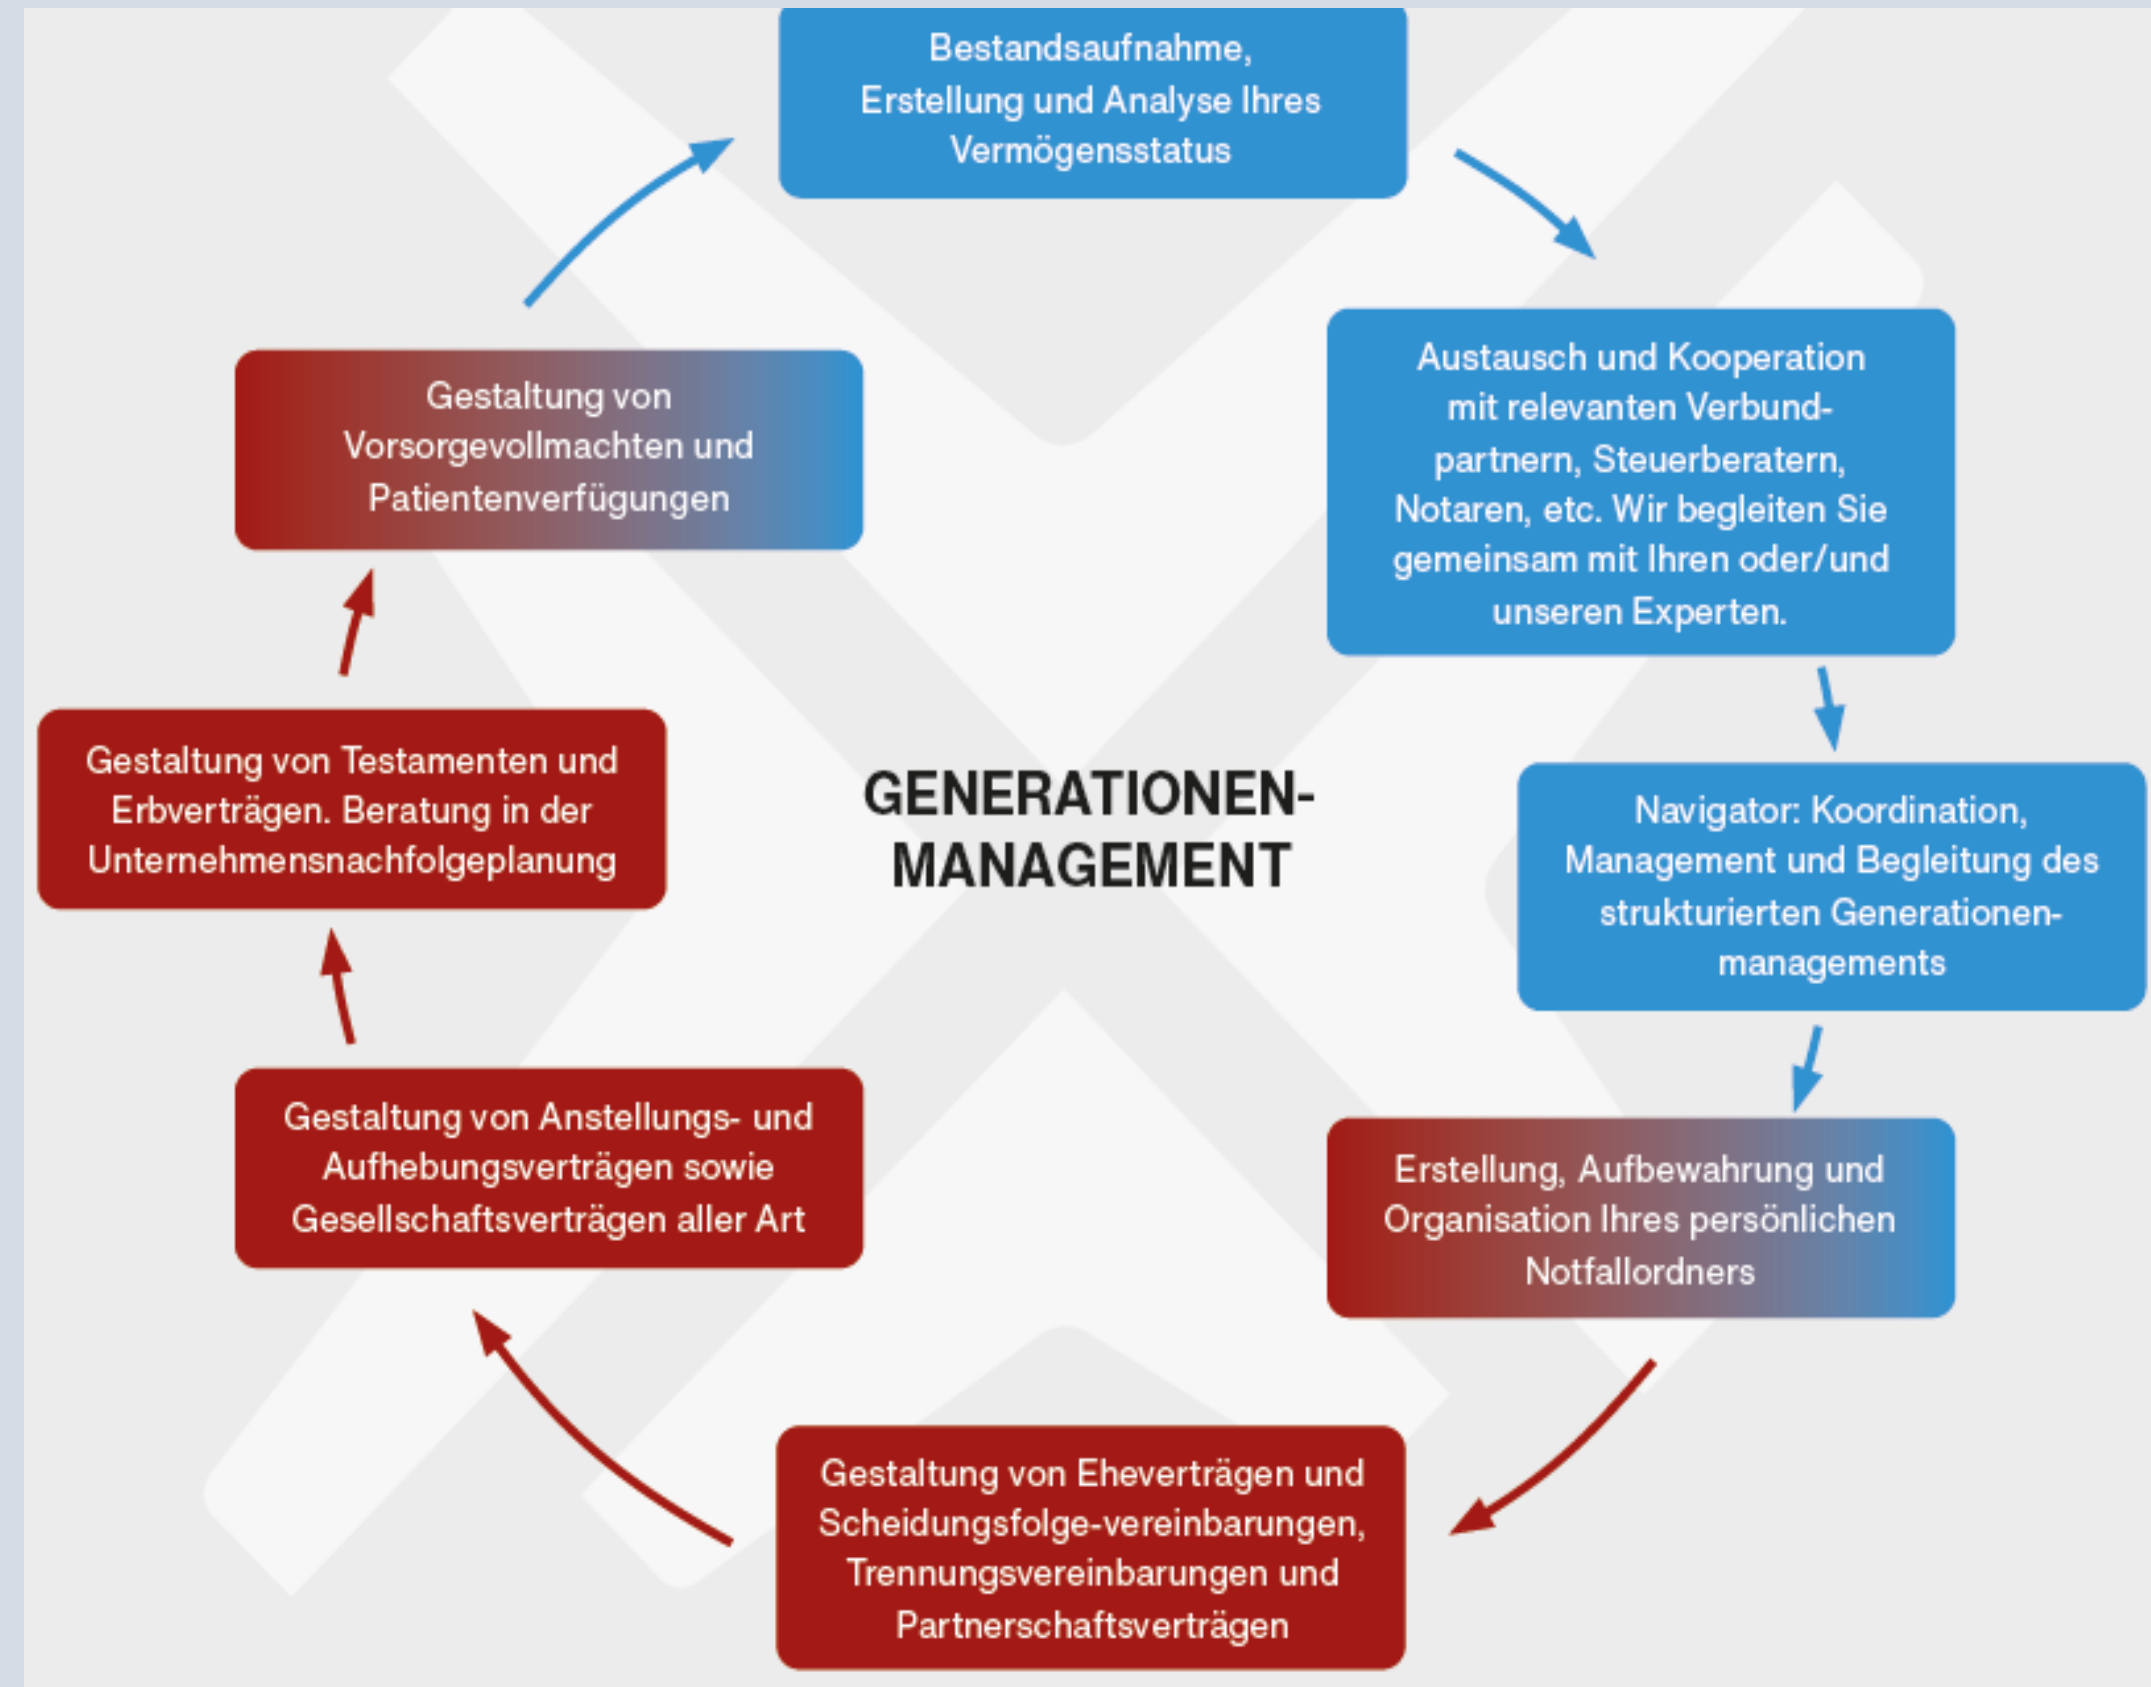 Bestandsaufnahme,
Erstellung und Analyse Ihres
Vermögensstatus
Austausch und Kooperation
mit relevanten Verbund-
partnern, Steuerberatern,
Notaren, etc. Wir begleiten Sie
gemeinsam mit Ihren oder/und
unseren Experten.
Navigator: Koordination,
Management und Begleitung des
strukturierten Generationen-
managements
Erstellung, Aufbewahrung und
Organisation Ihres persönlichen
Notfallordners
Gestaltung von Eheverträgen und
Scheidungsfolge-vereinbarungen,
Trennungsvereinbarungen und
Partnerschaftsverträgen
Gestaltung von Anstellungs- und
Aufhebungsverträgen sowie
Gesellschaftsverträgen aller Art
Gestaltung von Testamenten und
Erbverträgen. Beratung in der
Unternehmensnachfolgeplanung
Gestaltung von
Vorsorgevollmachten und
Patientenverfügungen
GENERATIONEN-
MANAGEMENT